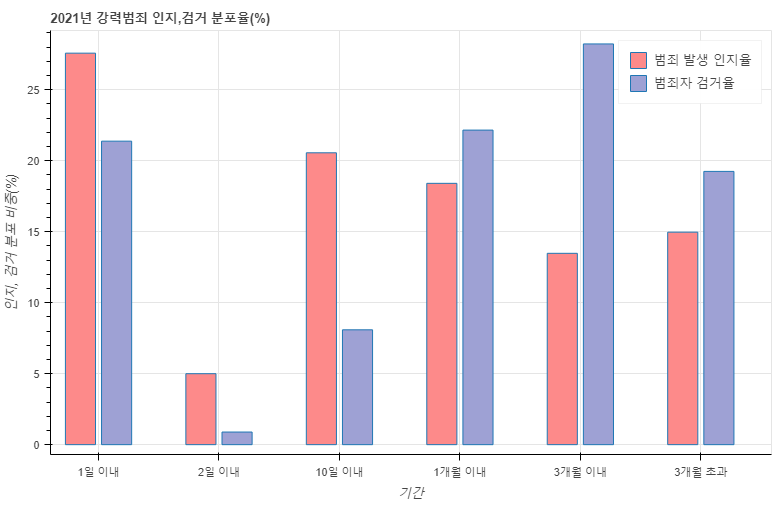 2021년 강력범죄 인지,검거 분포율(%)
범죄 발생 인지율
범죄자 검거율
인지, 검거 분포 비중(%)
25
20
15
10
5
0
1일 이내
2일 이내
10일 이내
1개월 이내
3개월 이내
3개월 초과
기간